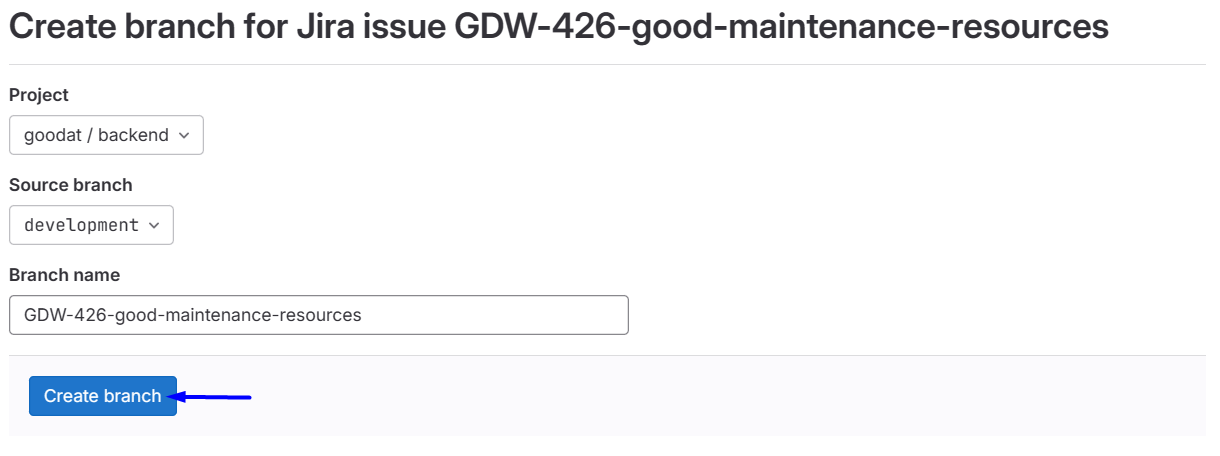 Create branch for Jira issue GDW-426-good-maintenance-resources
Project
goodat / backend
Source branch
development
Branch name
GDW-426-good-maintenance-resources
Create branch